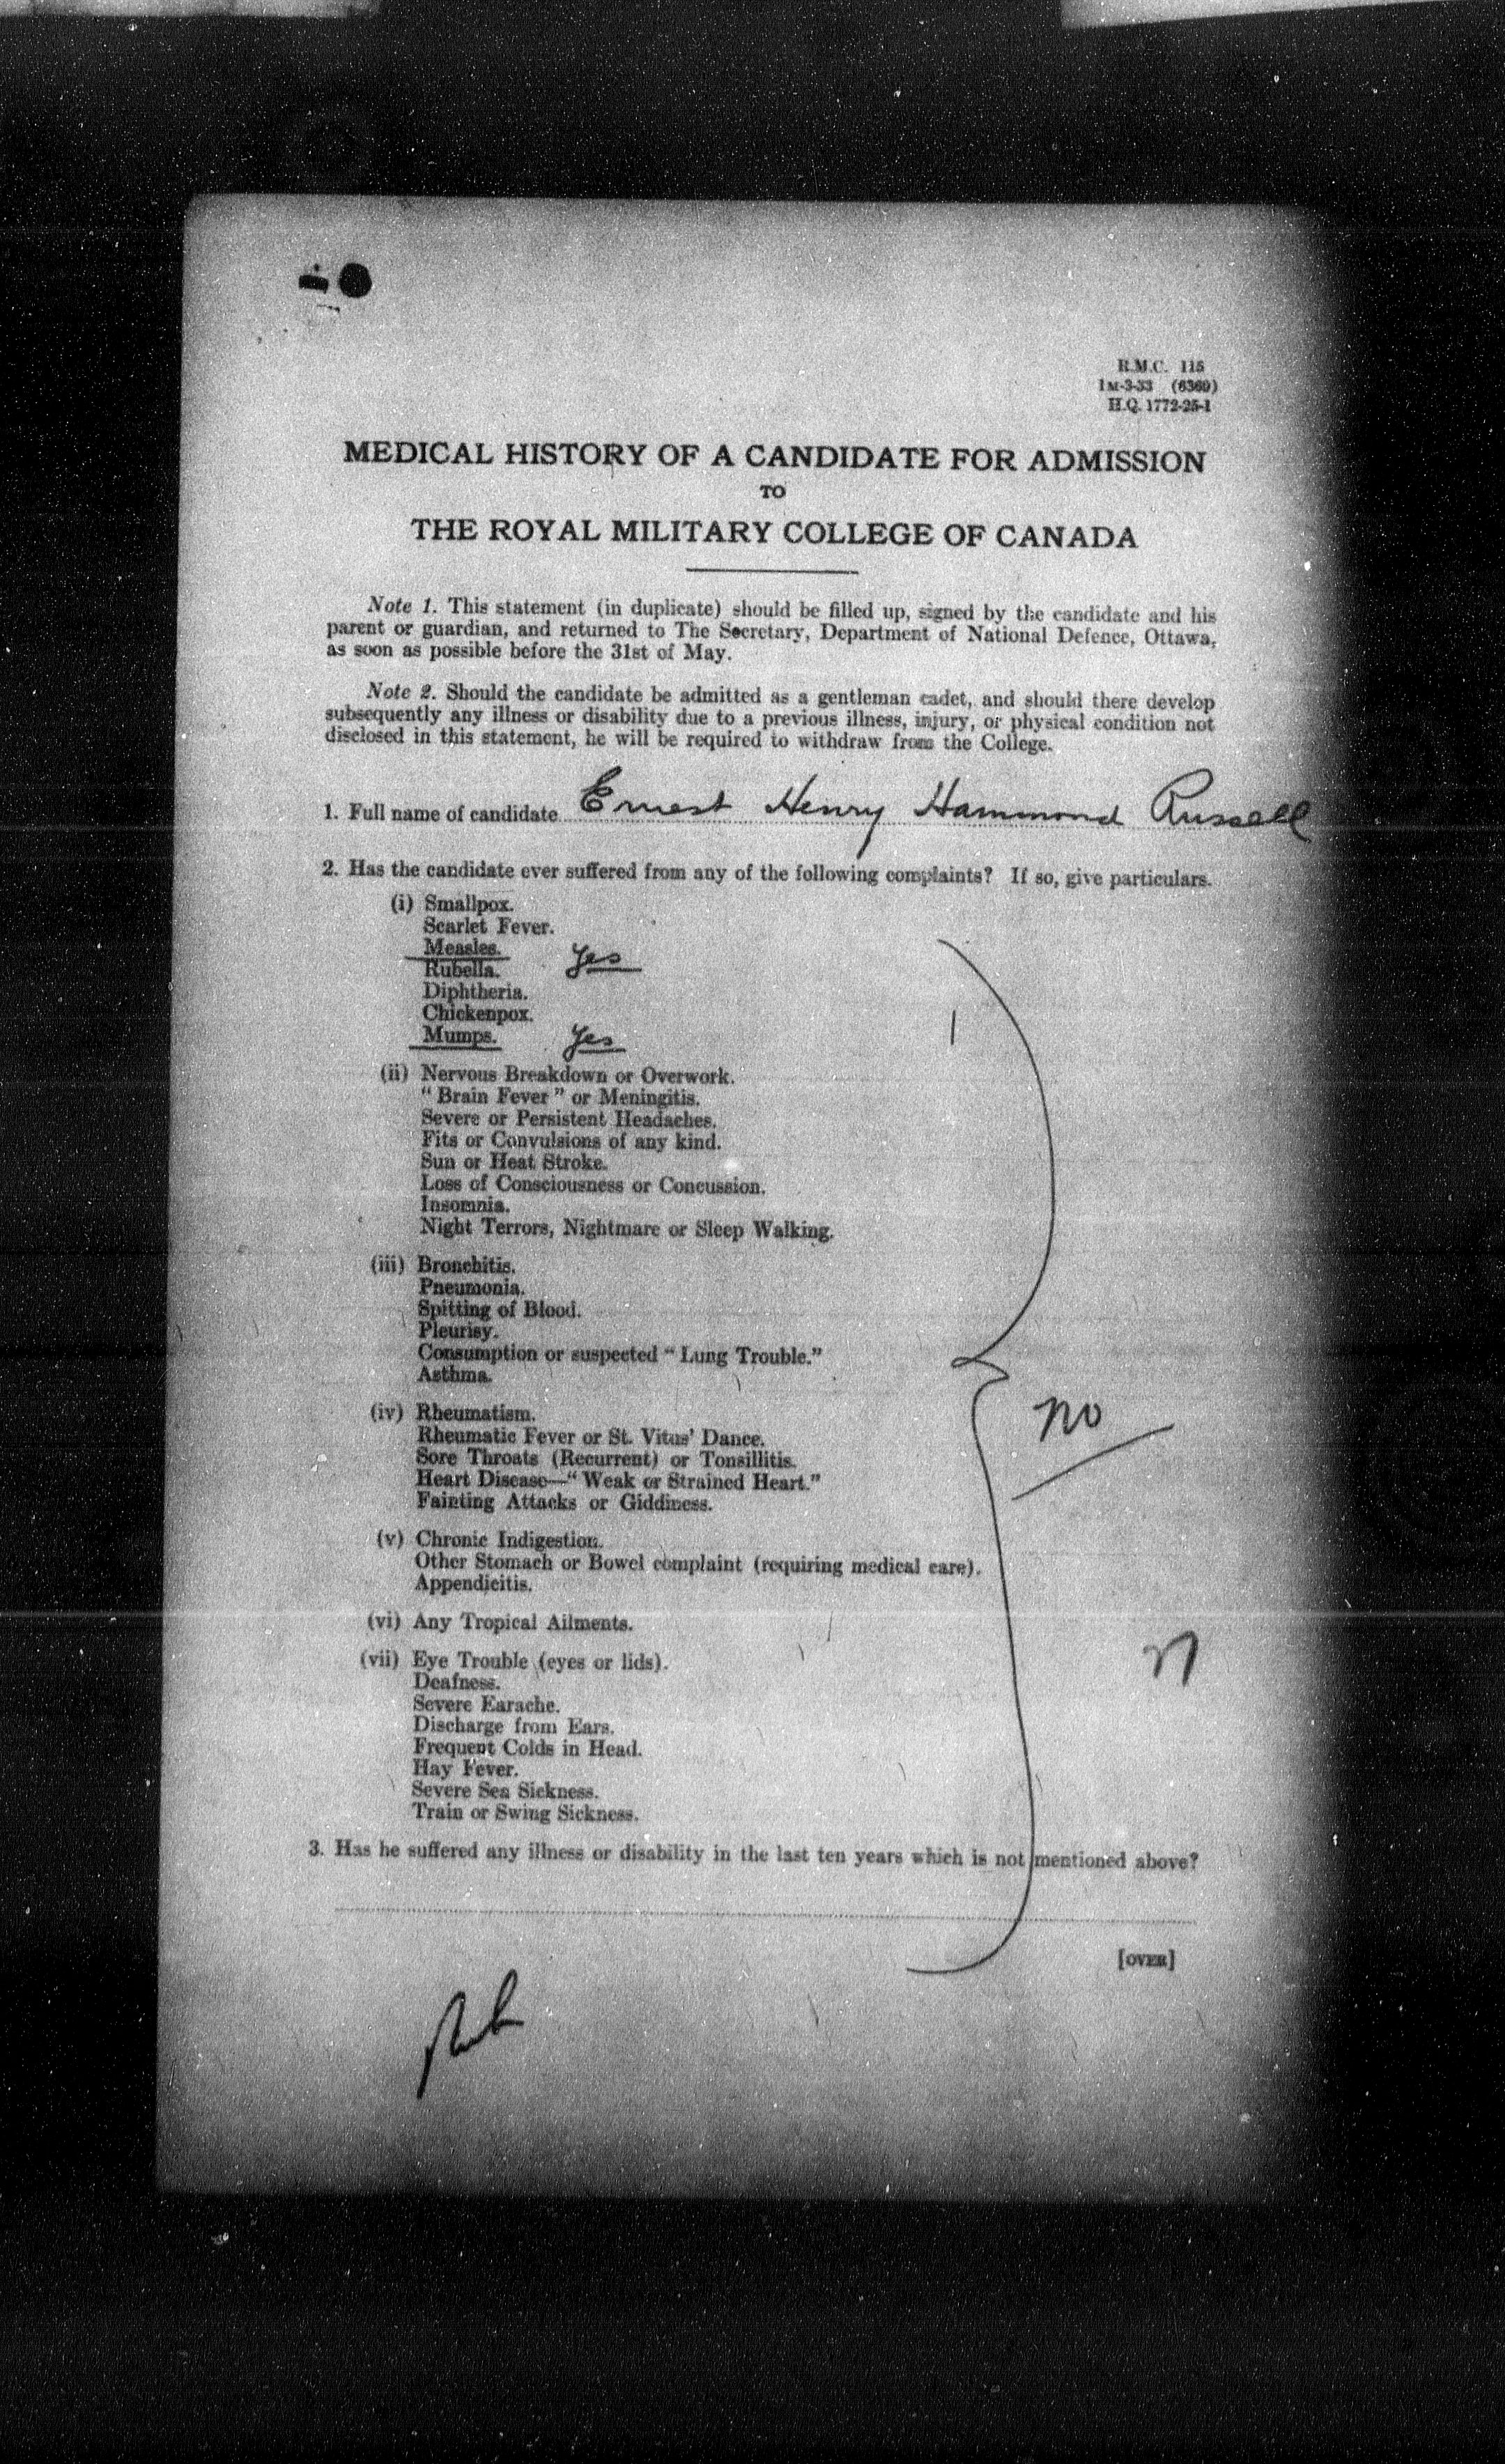 R.M.C. 115
1M-3-33 (6369)
H.Q. 1772-25-1
MEDICAL HISTORY OF A CANDIDATE FOR ADMISSION
TO
THE ROYAL MILITARY COLLEGE OF CANADA
Note 1. This statement (in duplicate) should be filled up, signed by the candidate and his
parent or guardian, and returned to The Secretary, Department of National Defence, Ottawa,
as soon as possible before the 31st of May.
Note 2. Should the candidate be admitted as a gentleman cadet, and should there develop
subsequently any illness or disability due to a previous illness, injury, or physical condition not
disclosed in this statement, he will be required to withdraw from the College.
1. Full name of candidate Ernest Henry Hammond Russell
2. Has the candidate ever suffered from any of the following complaints? If so, give particulars.
(i) Smallpox.
Scarlet Fever.
Measles. Yes
Rubella.
Diphtheria.
Chickenpox.
Mumps. Yes
(ii) Nervous Breakdown or Overwork.
"Brain Fever" or Meningitis.
Severe or Persistent Headaches.
Fits or Convulsions of any kind.
Sun or Heat Stroke.
Loss of Consciousness or Concussion.
Insomnia.
Night Terrors, Nightmare or Sleep Walking.
(iii) Bronchitis.
Pneumonia.
Spitting of Blood.
Pleurisy.
Consumption or suspected "Lung Trouble."
Asthma.
(iv) Rheumatism.
no
Rheumatic Fever or St. Vitus' Dance.
Sore Throats (Recurrent) or Tonsillitis.
Heart Disease—"Weak or Strained Heart."
Fainting Attacks or Giddiness.
(v) Chronic Indigestion.
Other Stomach or Bowel complaint (requiring medical care).
Appendicitis.
(vi) Any Tropical Ailments.
(vii) Eye Trouble (eyes or lids).
Deafness.
Severe Earache.
Discharge from Ears.
Frequent Colds in Head.
Hay Fever.
Severe Sea Sickness.
Train or Swing Sickness.
3. Has he suffered any illness or disability in the last ten years which is not mentioned above?
[OVER]